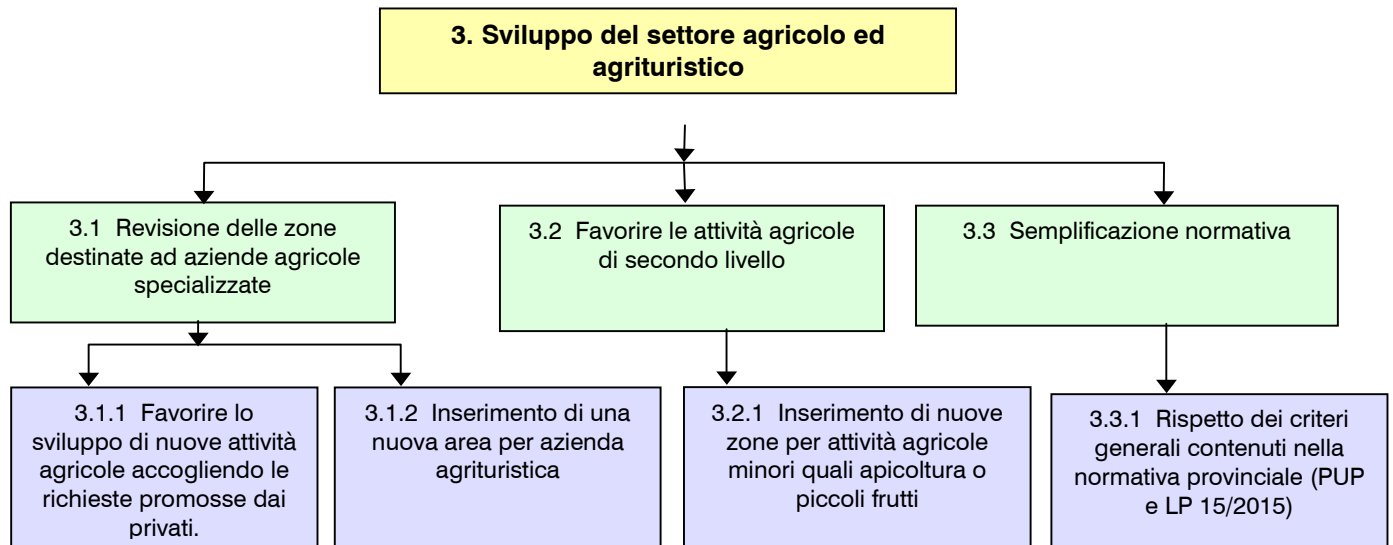 3. Sviluppo del settore agricolo ed
agrituristico
3.1 Revisione delle zone
destinate ad aziende agricole
specializzate
3.2 Favorire le attività agricole
di secondo livello
3.3 Semplificazione normativa
3.1.1 Favorire lo
sviluppo di nuove attività
agricole accogliendo le
richieste promosse dai
privati.
3.1.2 Inserimento di una
nuova area per azienda
agrituristica
3.2.1 Inserimento di nuove
zone per attività agricole
minori quali apicoltura o
piccoli frutti
3.3.1 Rispetto dei criteri
generali contenuti nella
normativa provinciale (PUP
e LP 15/2015)